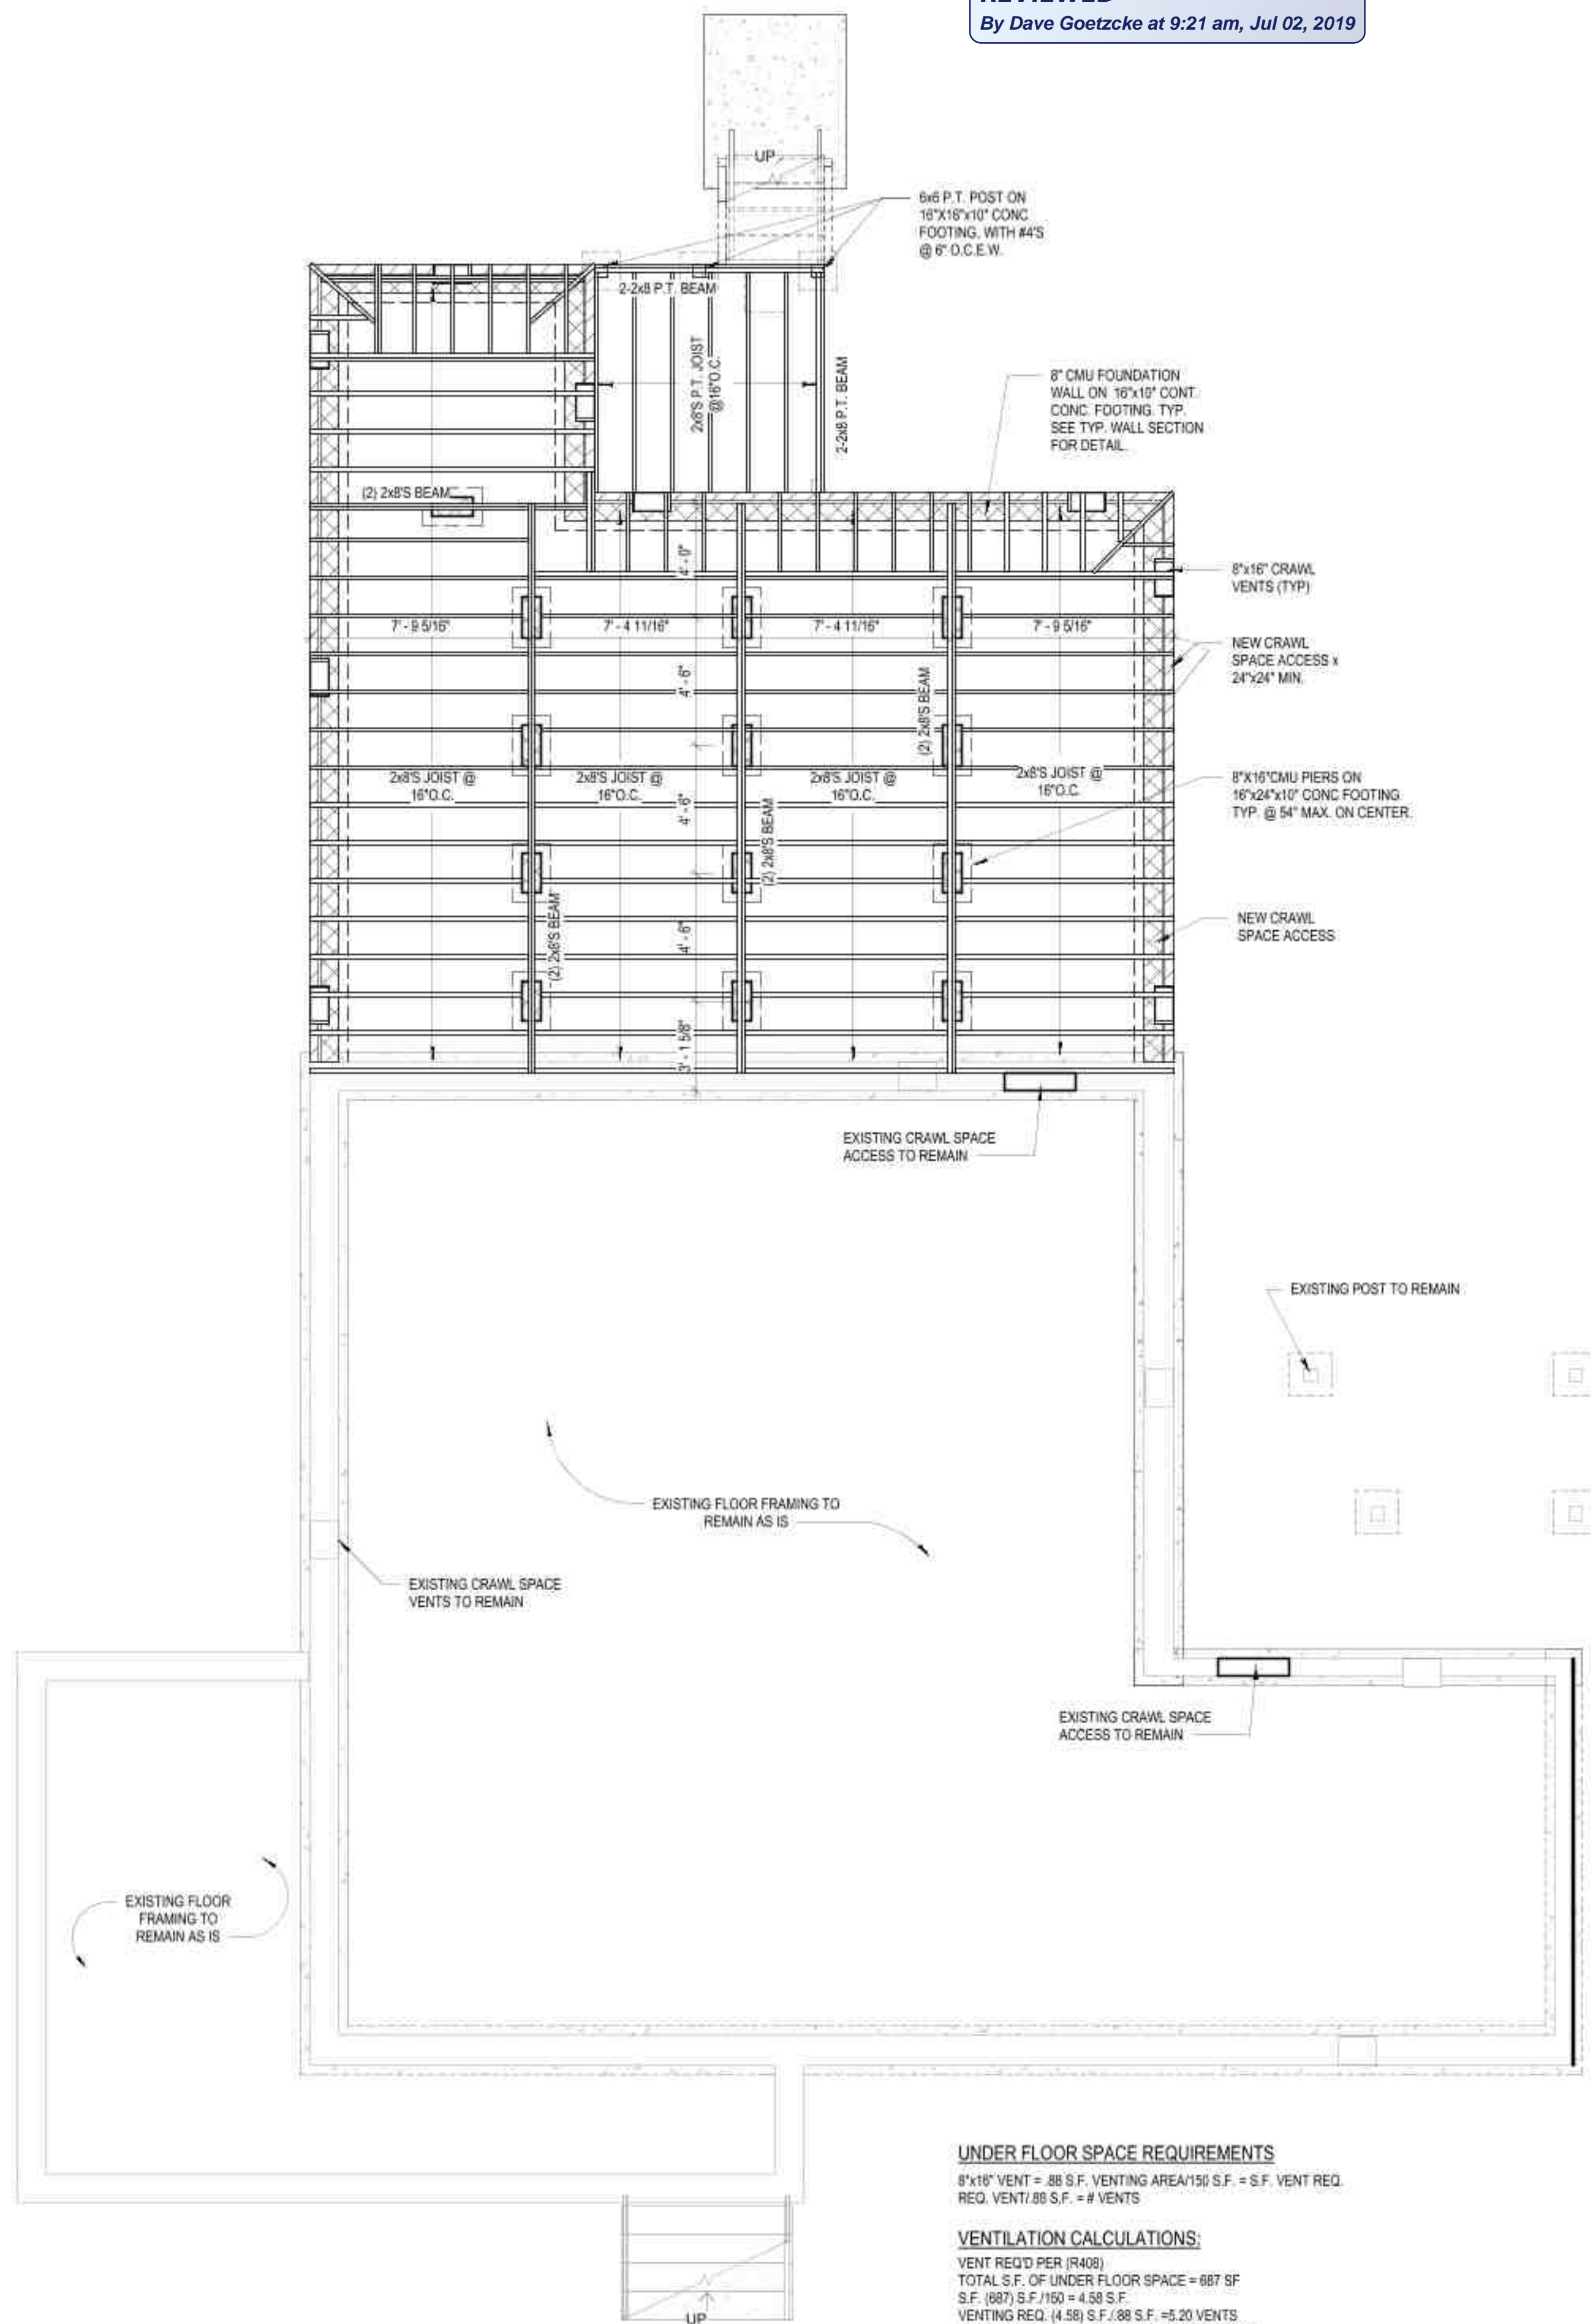 REVIEWED
By Dave Goetzcke at 9:21 am, Jul 02, 2019
UP
6x6 P.T. POST ON
16"X16"x10" CONC
FOOTING, WITH #4'S
@ 6" O.C.E.W.
2-2x8 P.T. BEAM
2x8'S P.T. JOIST
@16"O.C.
2-2x8 P.T. BEAM
8" CMU FOUNDATION
WALL ON 16"x10" CONT.
CONC. FOOTING. TYP.
SEE TYP. WALL SECTION
FOR DETAIL.
(2) 2x8'S BEAM
4' - 0"
8"x16" CRAWL
VENTS (TYP)
7' - 9 5/16"
7' - 4 11/16"
7' - 4 11/16"
7' - 9 5/16"
NEW CRAWL
SPACE ACCESS x
24"x24" MIN.
4' - 6"
(2) 2x8'S BEAM
2x8'S JOIST @
16"O.C.
2x8'S JOIST @
16"O.C.
2x8'S JOIST @
16"O.C.
2x8'S JOIST @
16"O.C.
8"X16"CMU PIERS ON
16"x24"x10" CONC FOOTING
TYP. @ 54" MAX. ON CENTER.
4' - 6"
(2) 2x8'S BEAM
(2) 2x8'S BEAM
4' - 6"
NEW CRAWL
SPACE ACCESS
3' - 1 5/8"
EXISTING CRAWL SPACE
ACCESS TO REMAIN
EXISTING POST TO REMAIN
EXISTING FLOOR FRAMING TO
REMAIN AS IS
EXISTING CRAWL SPACE
VENTS TO REMAIN
EXISTING CRAWL SPACE
ACCESS TO REMAIN
EXISTING FLOOR
FRAMING TO
REMAIN AS IS
UNDER FLOOR SPACE REQUIREMENTS
8"x16" VENT = .88 S.F. VENTING AREA/150 S.F. = S.F. VENT REQ.
REQ. VENT/.88 S.F. = # VENTS
VENTILATION CALCULATIONS:
VENT REQ'D PER (R408)
TOTAL S.F. OF UNDER FLOOR SPACE = 687 SF
S.F. (687) S.F./150 = 4.58 S.F.
VENTING REQ. (4.58) S.F./.88 S.F. =5.20 VENTS
UP